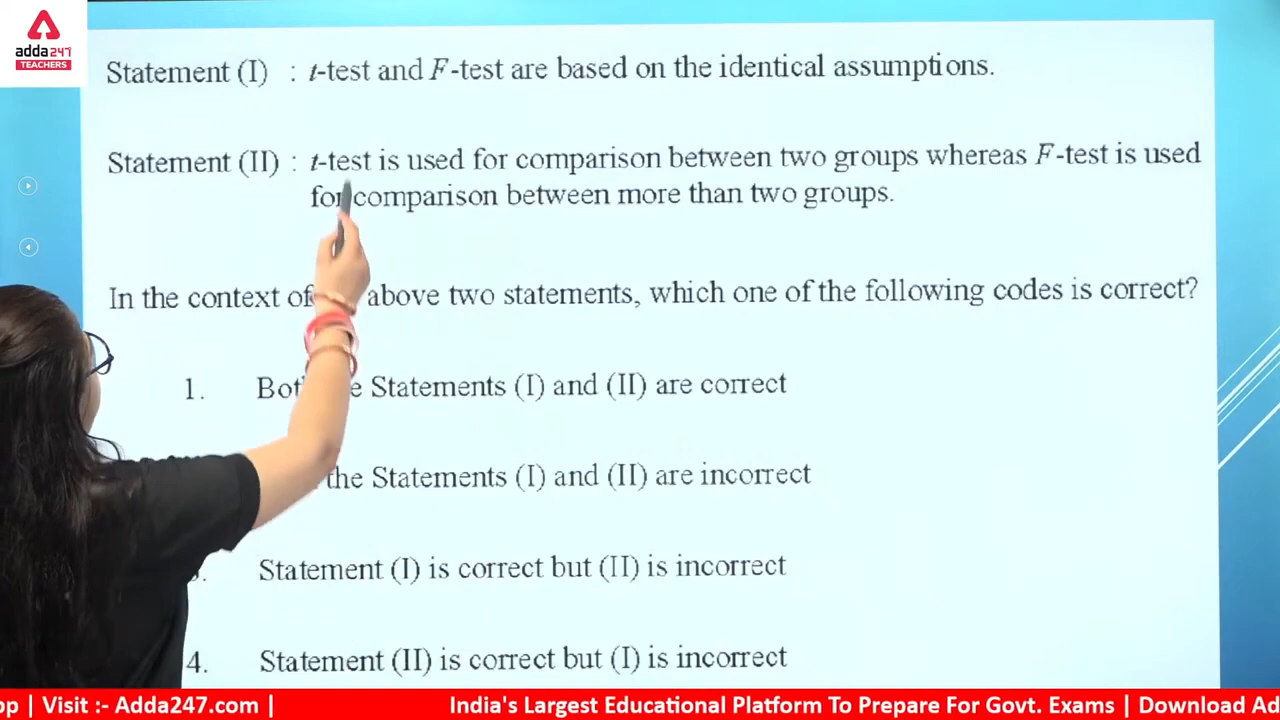 adda247
TEACHERS
Statement (I) : t-test and F-test are based on the identical assumptions.
Statement (II) : t-test is used for comparison between two groups whereas F-test is used
for comparison between more than two groups.
In the context of above two statements, which one of the following codes is correct?
1. Statements (I) and (II) are correct
the Statements (I) and (II) are incorrect
Statement (I) is correct but (II) is incorrect
4. Statement (II) is correct but (I) is incorrect
| Visit :- Adda247.com | India's Largest Educational Platform To Prepare For Govt. Exams | Download